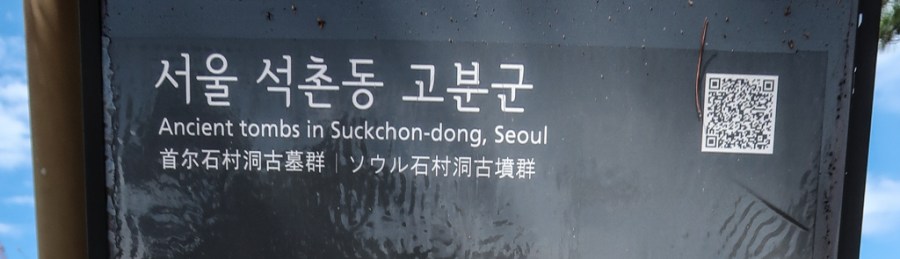 서울 석촌동 고분군
Ancient tombs in Suckchon-dong, Seoul
首尔石村洞古墓群 | ソウル石村洞古墳群